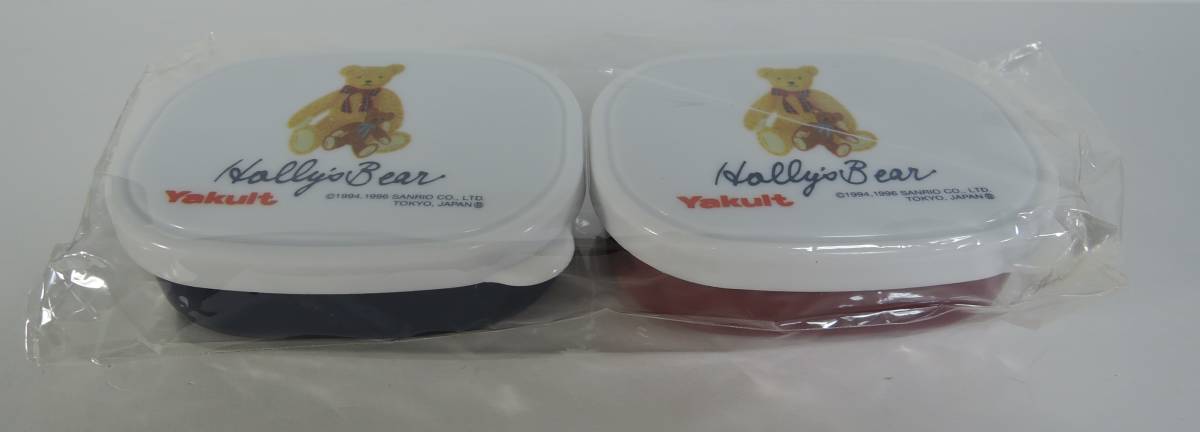 Holly's Bear
Yakult
©1994,1996 SANRIO CO., LTD.
TOKYO, JAPAN
Holly's Bear
Yakult
©1994,1996 SANRIO CO., LTD.
TOKYO, JAPAN